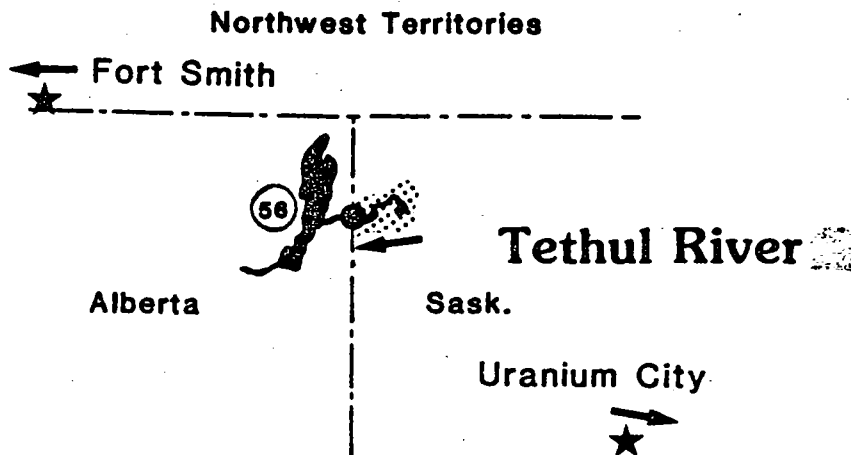 Northwest Territories
Fort Smith
56
Tethul River
Alberta
Sask.
Uranium City